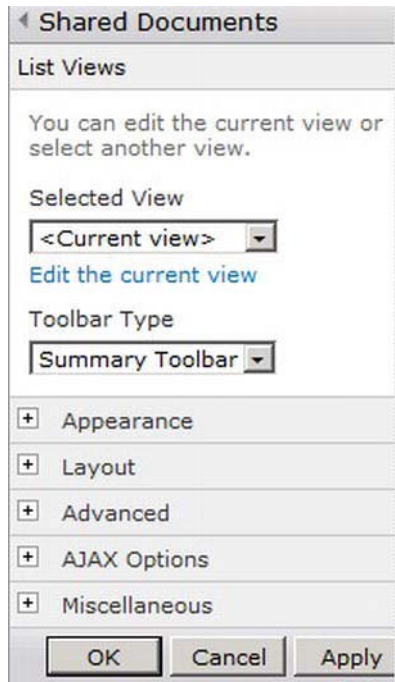 Shared Documents
List Views
You can edit the current view or
select another view.
Selected View
<Current view>
Edit the current view
Toolbar Type
Summary Toolbar
Appearance
Layout
Advanced
AJAX Options
Miscellaneous
OK Cancel Apply